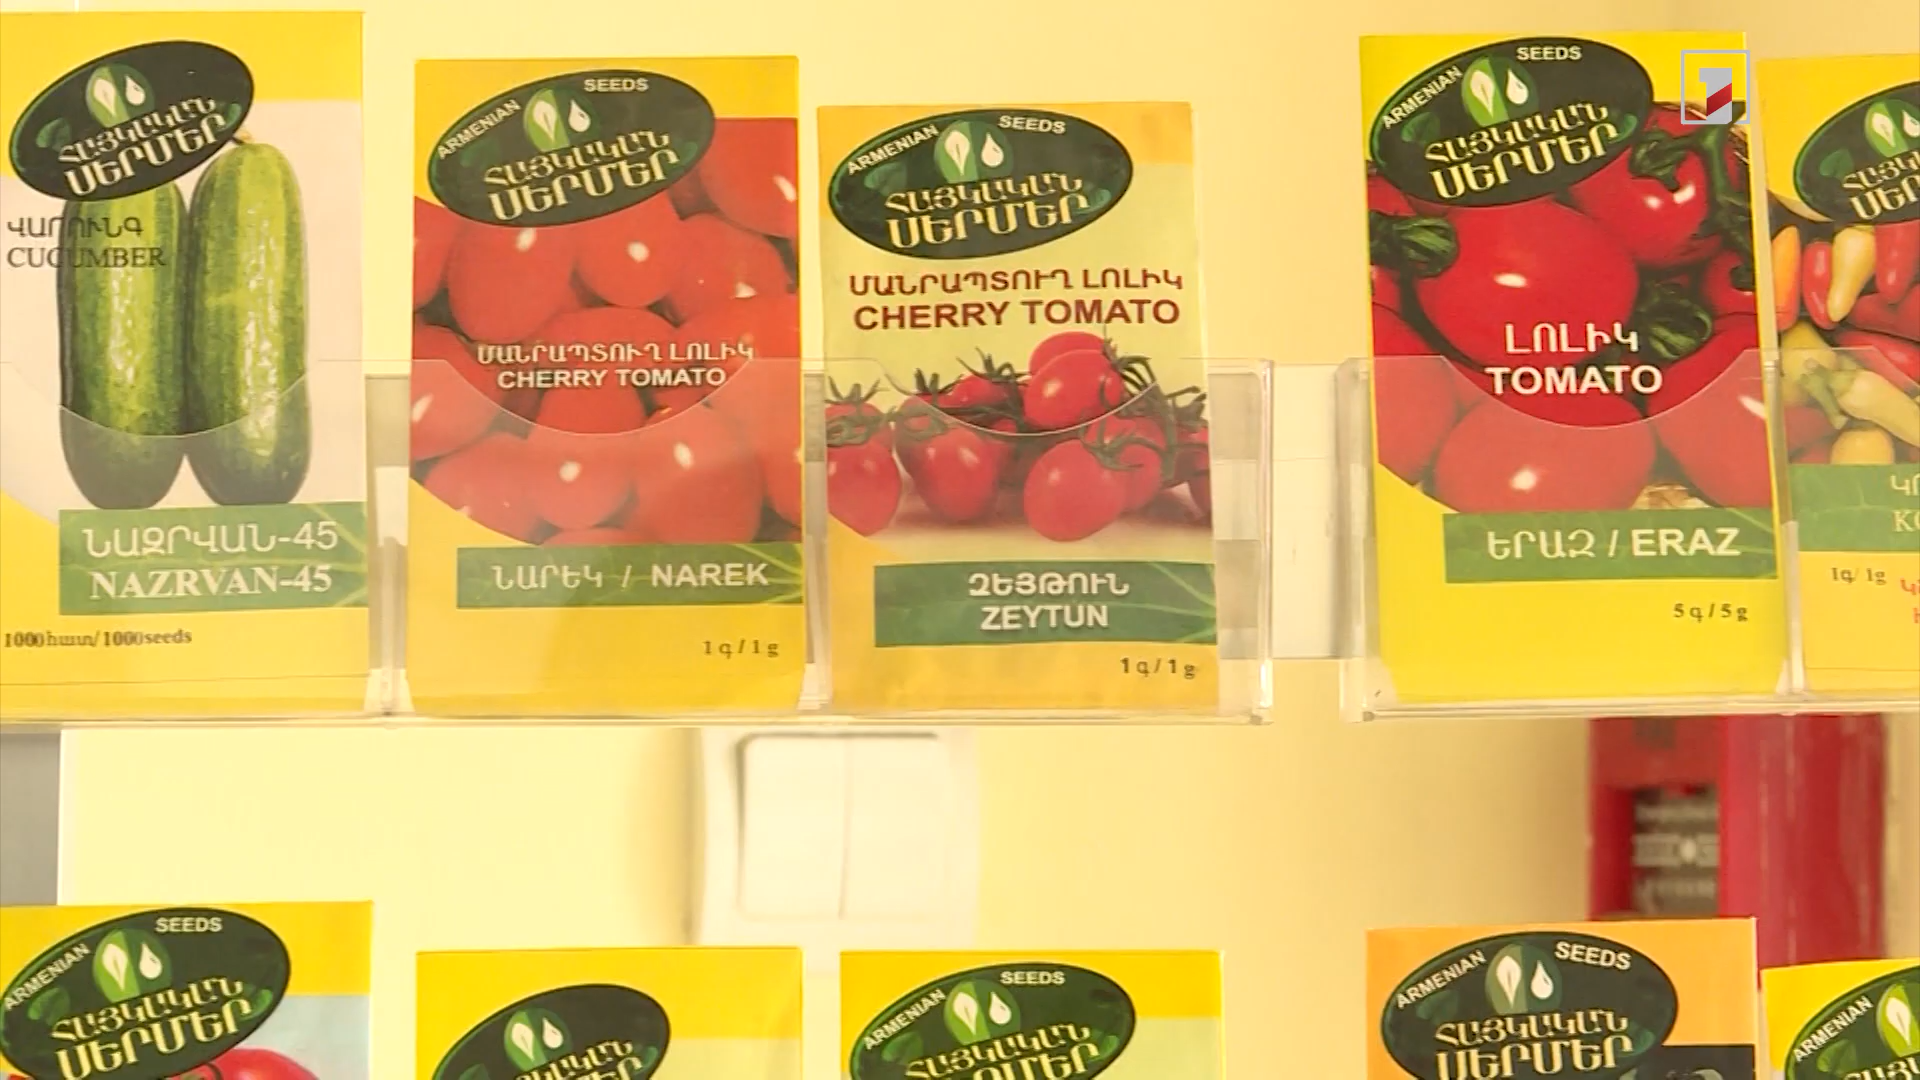 ՀԱՅԿԱԿԱՆ
ՍԵՐՄԵՐ
ՎԱՐՈՒՆԳ
CUCUMBER
ՆԱԶՐՎԱՆ-45
NAZRVAN-45
1000հատ/1000seeds
ARMENIAN SEEDS
ՀԱՅԿԱԿԱՆ
ՍԵՐՄԵՐ
ՄԱՆՐԱՊՏՈՒՂ ԼՈԼԻԿ
CHERRY TOMATO
ՆԱՐԵԿ / NAREK
1գ/1g
ARMENIAN SEEDS
ՀԱՅԿԱԿԱՆ
ՍԵՐՄԵՐ
ՄԱՆՐԱՊՏՈՒՂ ԼՈԼԻԿ
CHERRY TOMATO
ԶԵՅԹՈՒՆ
ZEYTUN
1գ/1g
ARMENIAN SEEDS
ՀԱՅԿԱԿԱՆ
ՍԵՐՄԵՐ
ԼՈԼԻԿ
TOMATO
ԵՐԱԶ / ERAZ
5գ/5g
1գ/1g
ARMENIAN SEEDS
ՀԱՅԿԱԿԱՆ
ՍԵՐՄԵՐ
ARMENIAN SEEDS
ՀԱՅԿԱԿԱՆ
ARMENIAN SEEDS
ՀԱՅԿԱԿԱՆ
ՍԵՐՄԵՐ
ARMENIAN